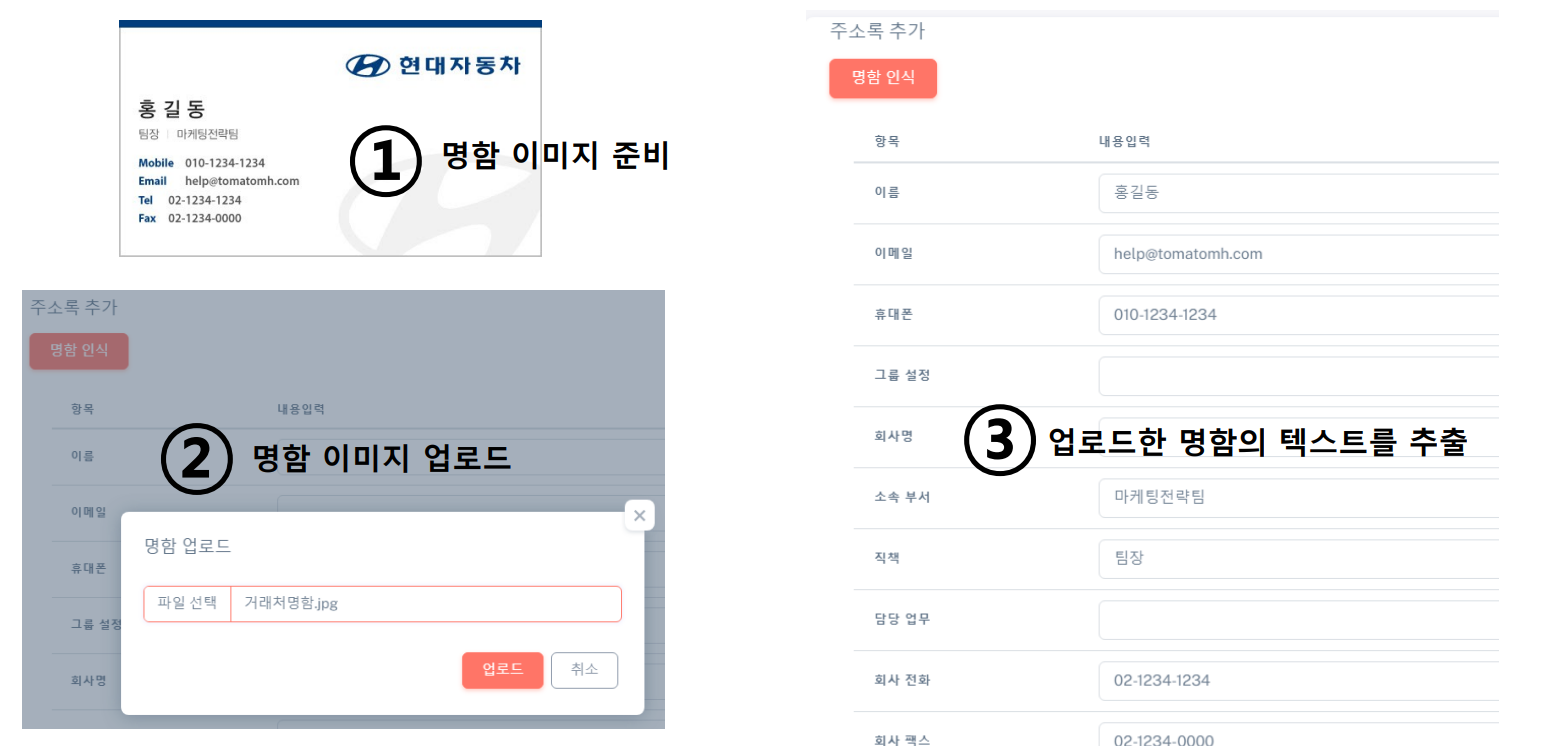 현대자동차
홍 길 동
팀장 | 마케팅전략팀
Mobile 010-1234-1234
Email help@tomatomh.com
Tel 02-1234-1234
Fax 02-1234-0000
① 명함 이미지 준비
주소록 추가
명함 인식
항목 내용입력
이름
② 명함 이미지 업로드
이메일
휴대폰
그룹 설정
회사명
명함 업로드
×
파일 선택 거래처명함.jpg
업로드 취소
주소록 추가
명함 인식
항목 내용입력
이름 홍길동
이메일 help@tomatomh.com
휴대폰 010-1234-1234
그룹 설정
회사명
③ 업로드한 명함의 텍스트를 추출
소속 부서 마케팅전략팀
직책 팀장
담당 업무
회사 전화 02-1234-1234
회사 팩스 02-1234-0000